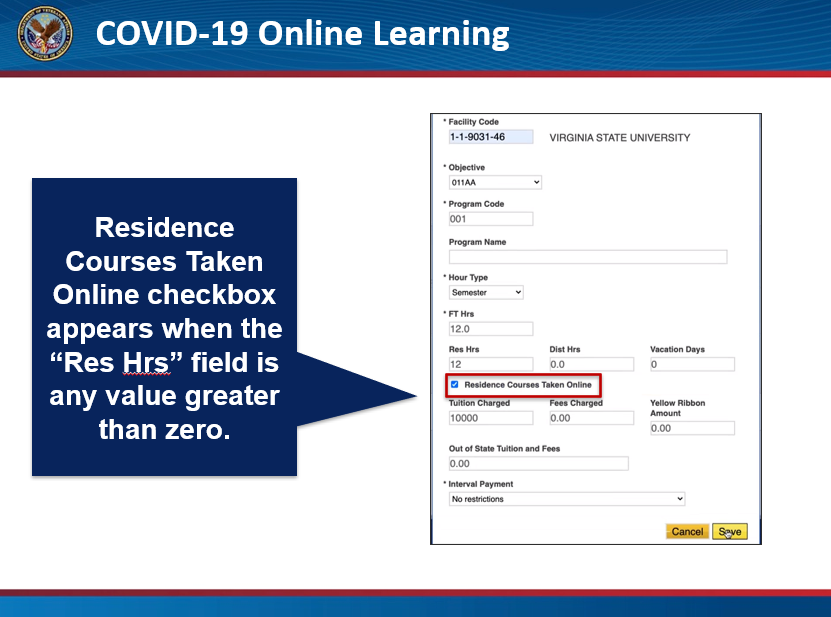 COVID-19 Online Learning
Residence
Courses Taken
Online checkbox
appears when the
“Res Hrs” field is
any value greater
than zero.
* Facility Code
1-1-9031-46 VIRGINIA STATE UNIVERSITY
* Objective
011AA
* Program Code
001
Program Name
* Hour Type
Semester
* FT Hrs
12.0
Res Hrs Dist Hrs Vacation Days
12 0.0 0
Residence Courses Taken Online
Tuition Charged Fees Charged Yellow Ribbon
Amount
10000 0.00
0.00
Out of State Tuition and Fees
0.00
* Interval Payment
No restrictions
Cancel Save